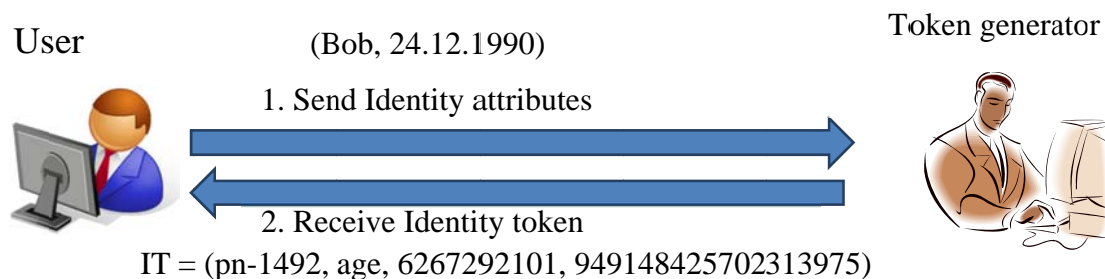 User
Token generator
(Bob, 24.12.1990)
1. Send Identity attributes
2. Receive Identity token
IT = (pn-1492, age, 6267292101, 949148425702313975)